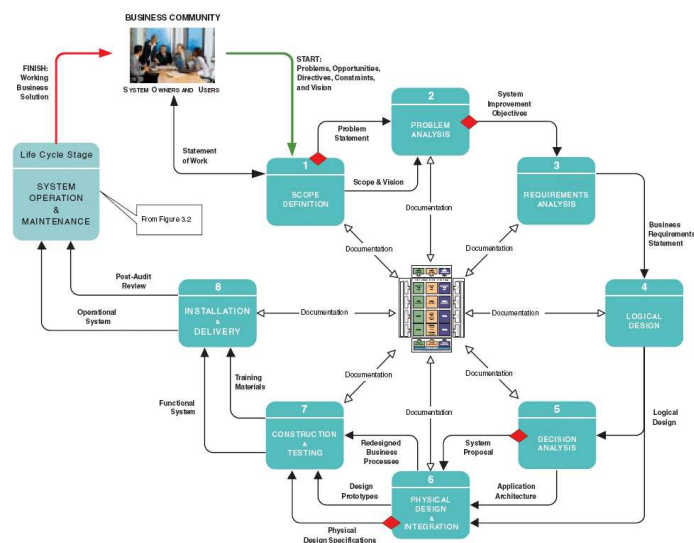 BUSINESS COMMUNITY
SYSTEM OWNERS AND USERS
FINISH:
Working
Business
Solution
START:
Problems, Opportunities,
Directives, Constraints,
and Vision
Statement
of Work
Problem
Statement
Scope & Vision
1
SCOPE
DEFINITION
2
PROBLEM
ANALYSIS
System
Improvement
Objectives
3
REQUIREMENTS
ANALYSIS
Business
Requirements
Statement
Life Cycle Stage
SYSTEM
OPERATION
&
MAINTENANCE
From Figure 3.2
Documentation
Documentation
Documentation
Post-Audit
Review
Operational
System
8
INSTALLATION
&
DELIVERY
Documentation
Documentation
4
LOGICAL
DESIGN
Training
Materials
Functional
System
Documentation
Documentation
Documentation
7
CONSTRUCTION
&
TESTING
Redesigned
Business
Processes
System
Proposal
5
DECISION
ANALYSIS
Logical
Design
Design
Prototypes
6
PHYSICAL
DESIGN
&
INTEGRATION
Application
Architecture
Physical
Design Specifications